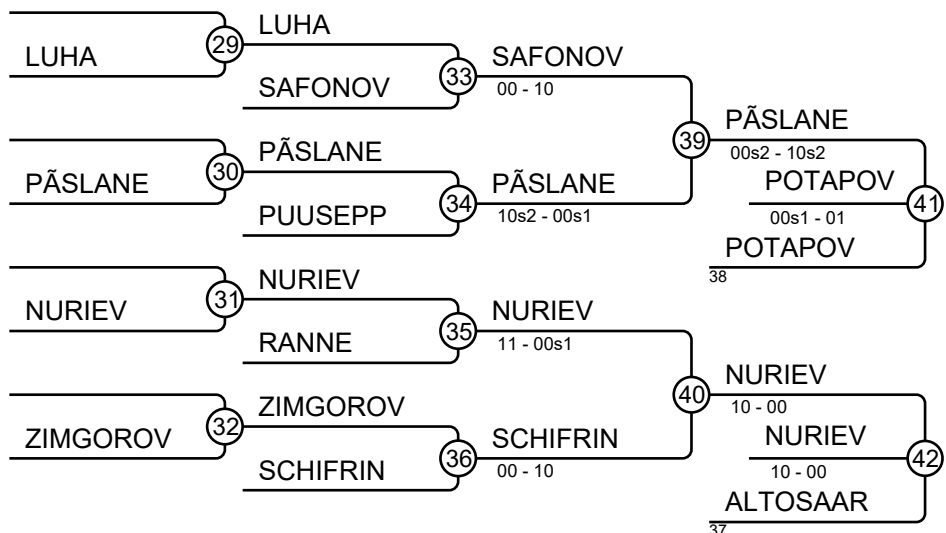 LUHA
29
LUHA
SAFONOV
33
SAFONOV
00 - 10
PÃSLANE
30
PÃSLANE
PUUSEPP
34
PÃSLANE
10s2 - 00s1
39
PÃSLANE
00s2 - 10s2
POTAPOV
00s1 - 01
41
POTAPOV
38
NURIEV
31
NURIEV
RANNE
35
NURIEV
11 - 00s1
ZIMGOROV
32
ZIMGOROV
SCHIFRIN
36
SCHIFRIN
00 - 10
40
NURIEV
10 - 00
NURIEV
10 - 00
42
ALTOSAAR
37